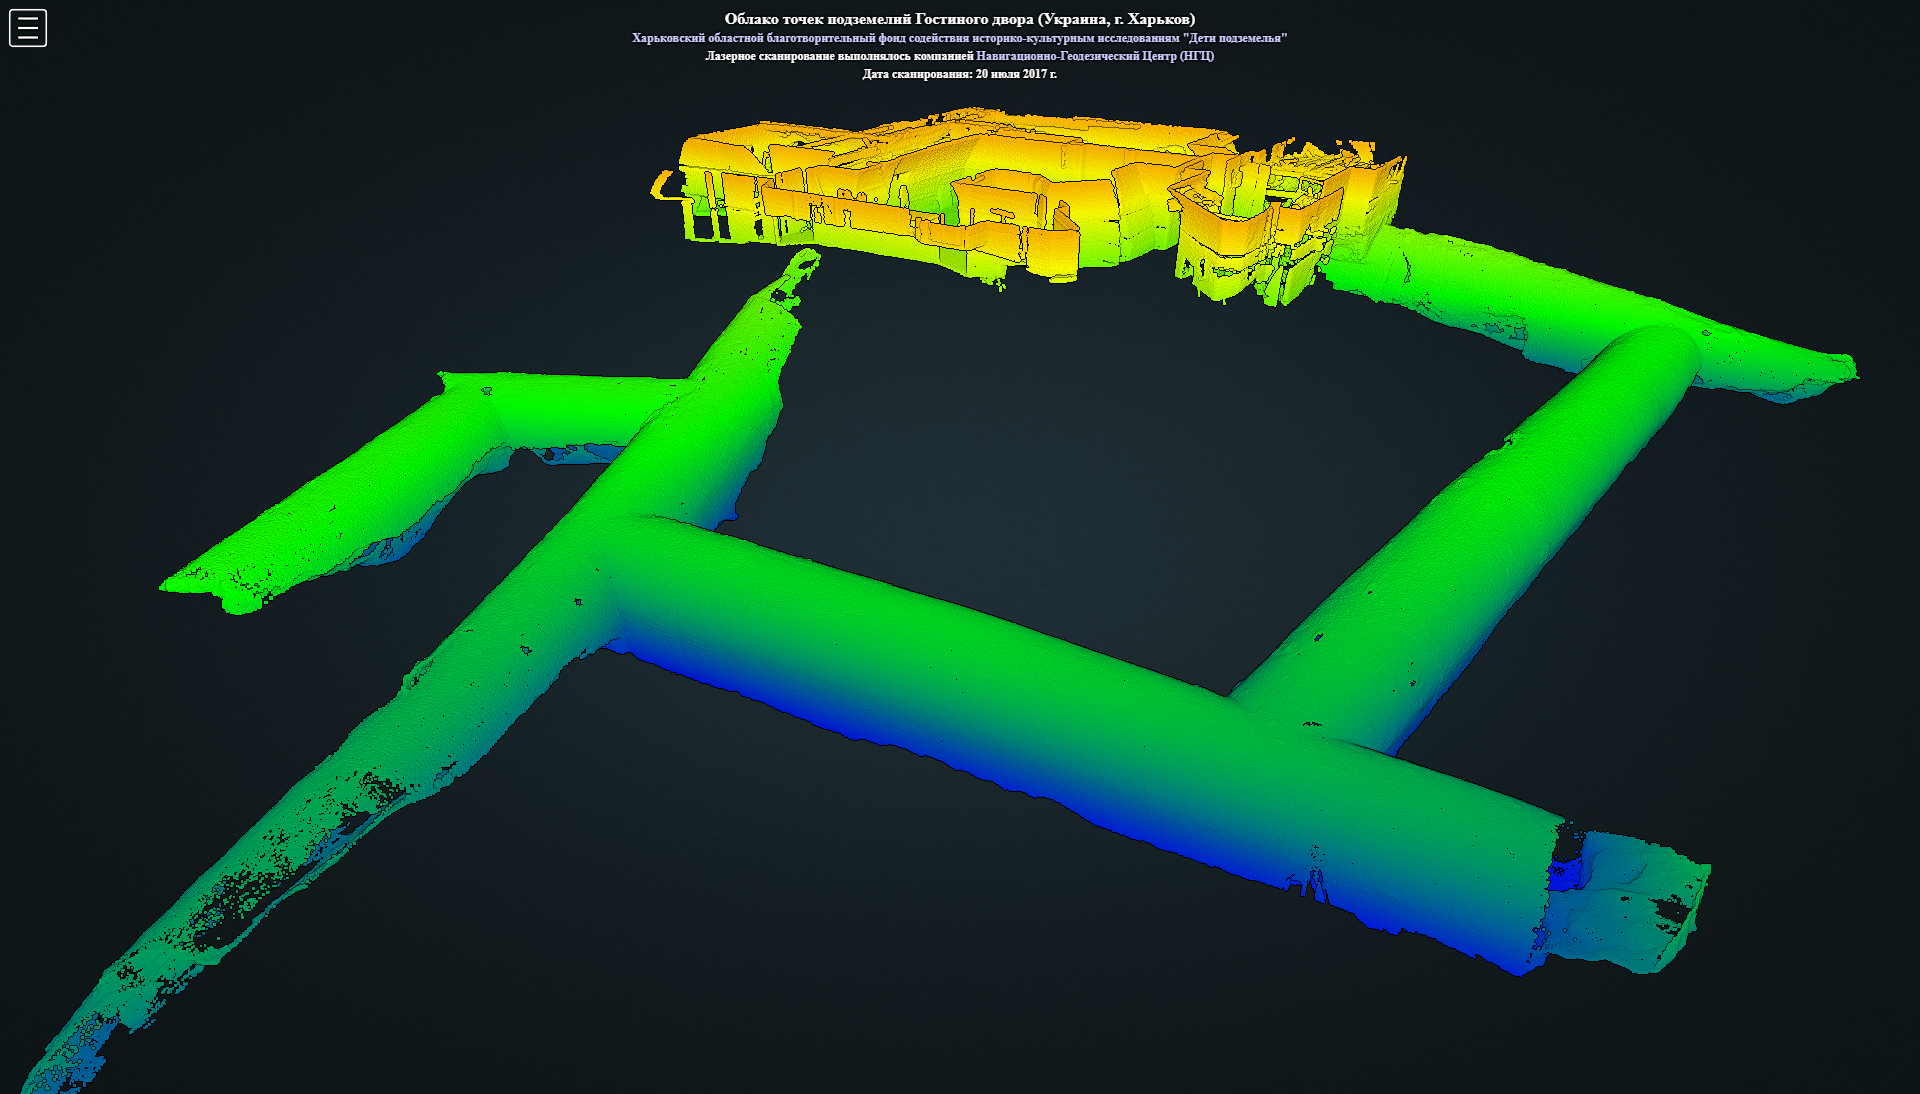 Облако точек подземелий Гостиного двора (Украина, г. Харьков)
Харьковский областной благотворительный фонд содействия историко-культурным исследованиям "Дети подземелья"
Лазерное сканирование выполнялось компанией Навигационно-Геодезический Центр (НГЦ)
Дата сканирования: 20 июля 2017 г.